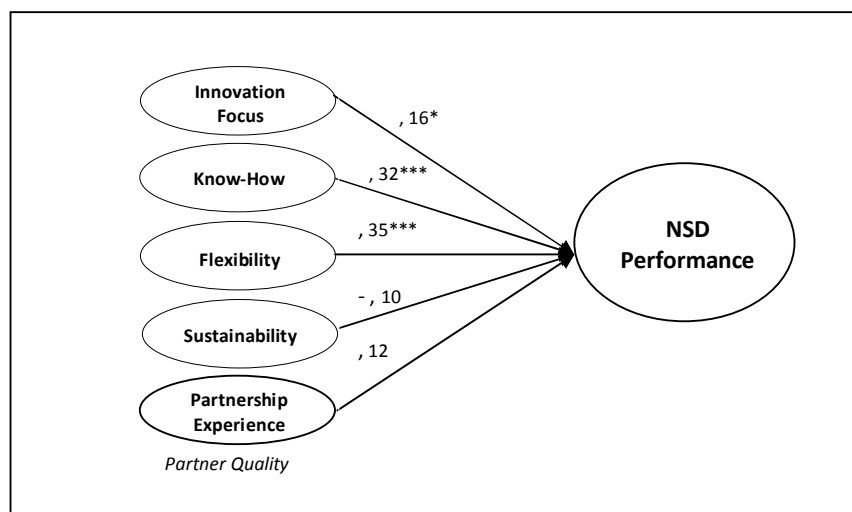 Innovation
Focus
, 16*
Know-How
, 32***
Flexibility
, 35***
NSD
Performance
Sustainability
- , 10
Partnership
Experience
, 12
Partner Quality